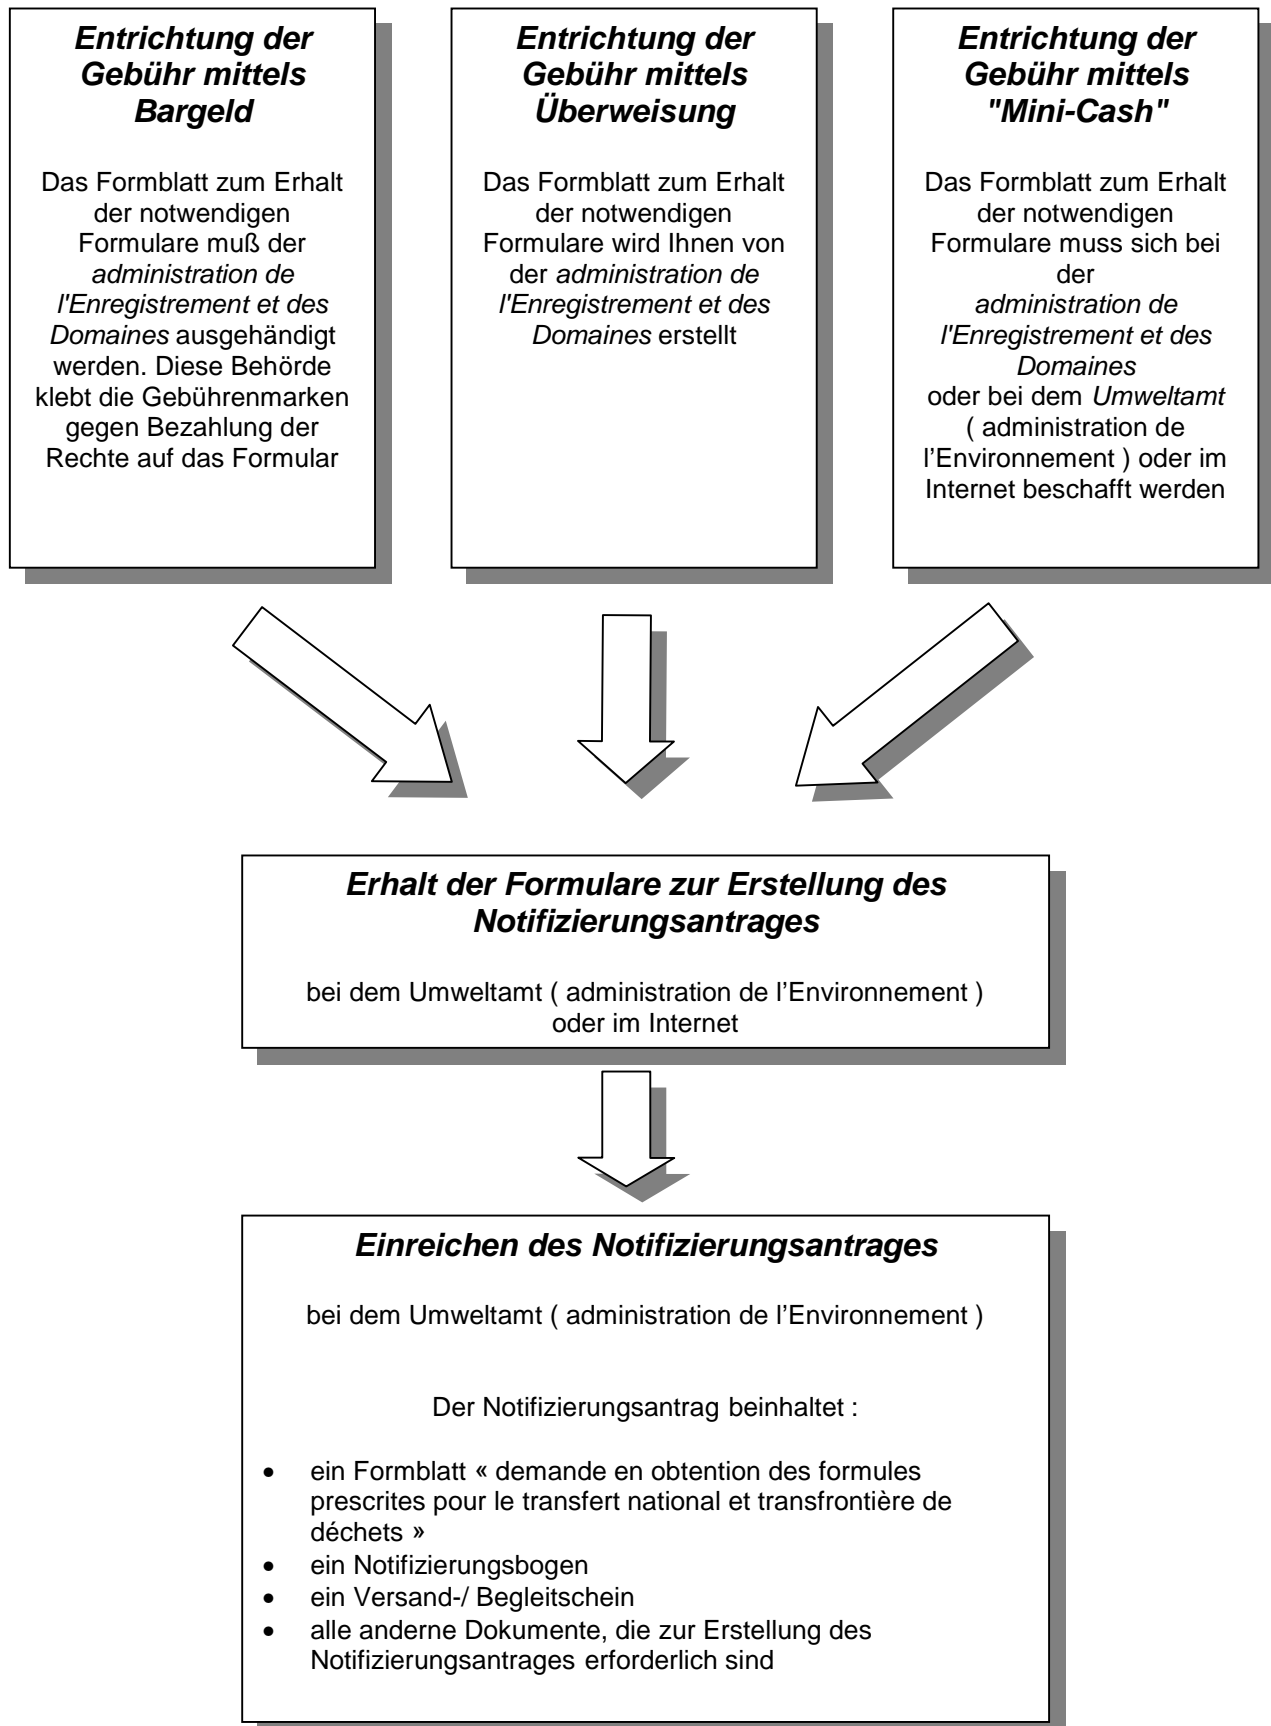 Entrichtung der
Gebühr mittels
Bargeld
Das Formblatt zum Erhalt
der notwendigen
Formulare muß der
administration de
l'Enregistrement et des
Domaines ausgehändigt
werden. Diese Behörde
klebt die Gebührenmarken
gegen Bezahlung der
Rechte auf das Formular
Entrichtung der
Gebühr mittels
Überweisung
Das Formblatt zum Erhalt
der notwendigen
Formulare wird Ihnen von
der administration de
l'Enregistrement et des
Domaines erstellt
Entrichtung der
Gebühr mittels
"Mini-Cash"
Das Formblatt zum Erhalt
der notwendigen
Formulare muss sich bei
der
administration de
l'Enregistrement et des
Domaines
oder bei dem Umweltamt
( administration de
l’Environnement ) oder im
Internet beschafft werden
Erhalt der Formulare zur Erstellung des
Notifizierungsantrages
bei dem Umweltamt ( administration de l’Environnement )
oder im Internet
Einreichen des Notifizierungsantrages
bei dem Umweltamt ( administration de l’Environnement )
Der Notifizierungsantrag beinhaltet :
• ein Formblatt « demande en obtention des formules
prescrites pour le transfert national et transfrontière de
déchets »
• ein Notifizierungsbogen
• ein Versand-/ Begleitschein
• alle anderne Dokumente, die zur Erstellung des
Notifizierungsantrages erforderlich sind